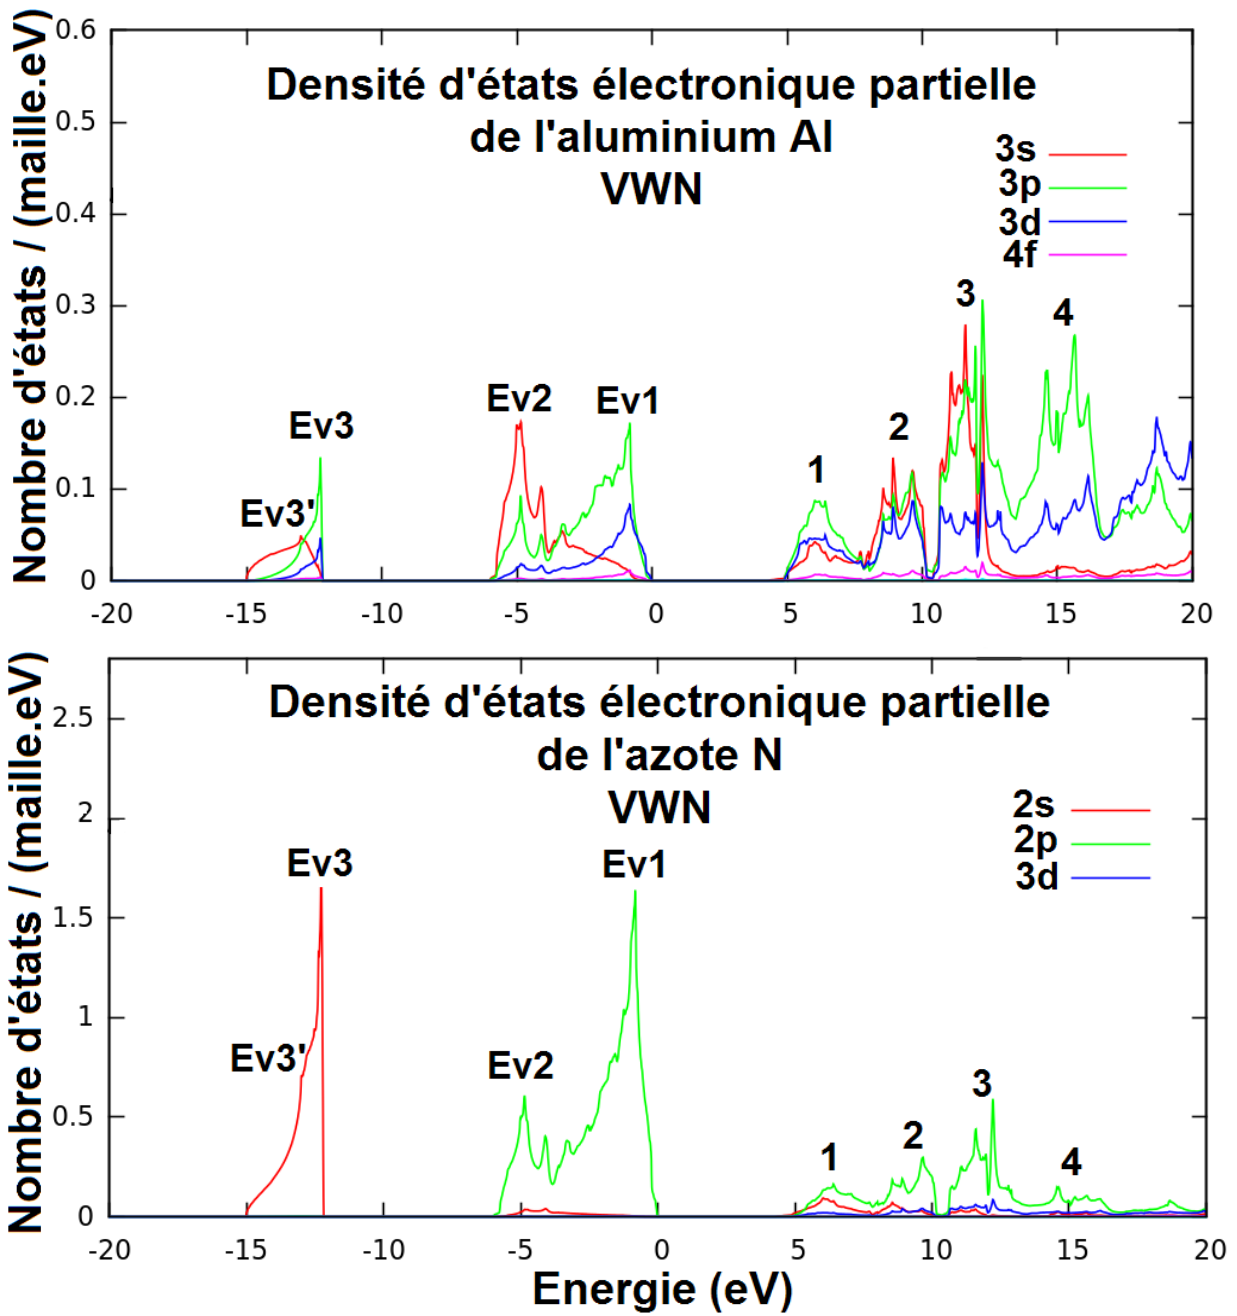 Nombre d'états / (maille.eV)
0.6
0.5
0.4
0.3
0.2
0.1
0
Densité d'états électronique partielle
de l'aluminium Al
VWN
3s
3p
3d
4f
Ev3
Ev3'
Ev2
Ev1
1
2
3
4
-20
-15
-10
-5
0
5
10
15
20
Nombre d'états / (maille.eV)
2.5
2
1.5
1
0.5
0
Densité d'états électronique partielle
de l'azote N
VWN
2s
2p
3d
Ev3
Ev3'
Ev2
Ev1
1
2
3
4
-20
-15
-10
-5
0
5
10
15
20
Energie (eV)